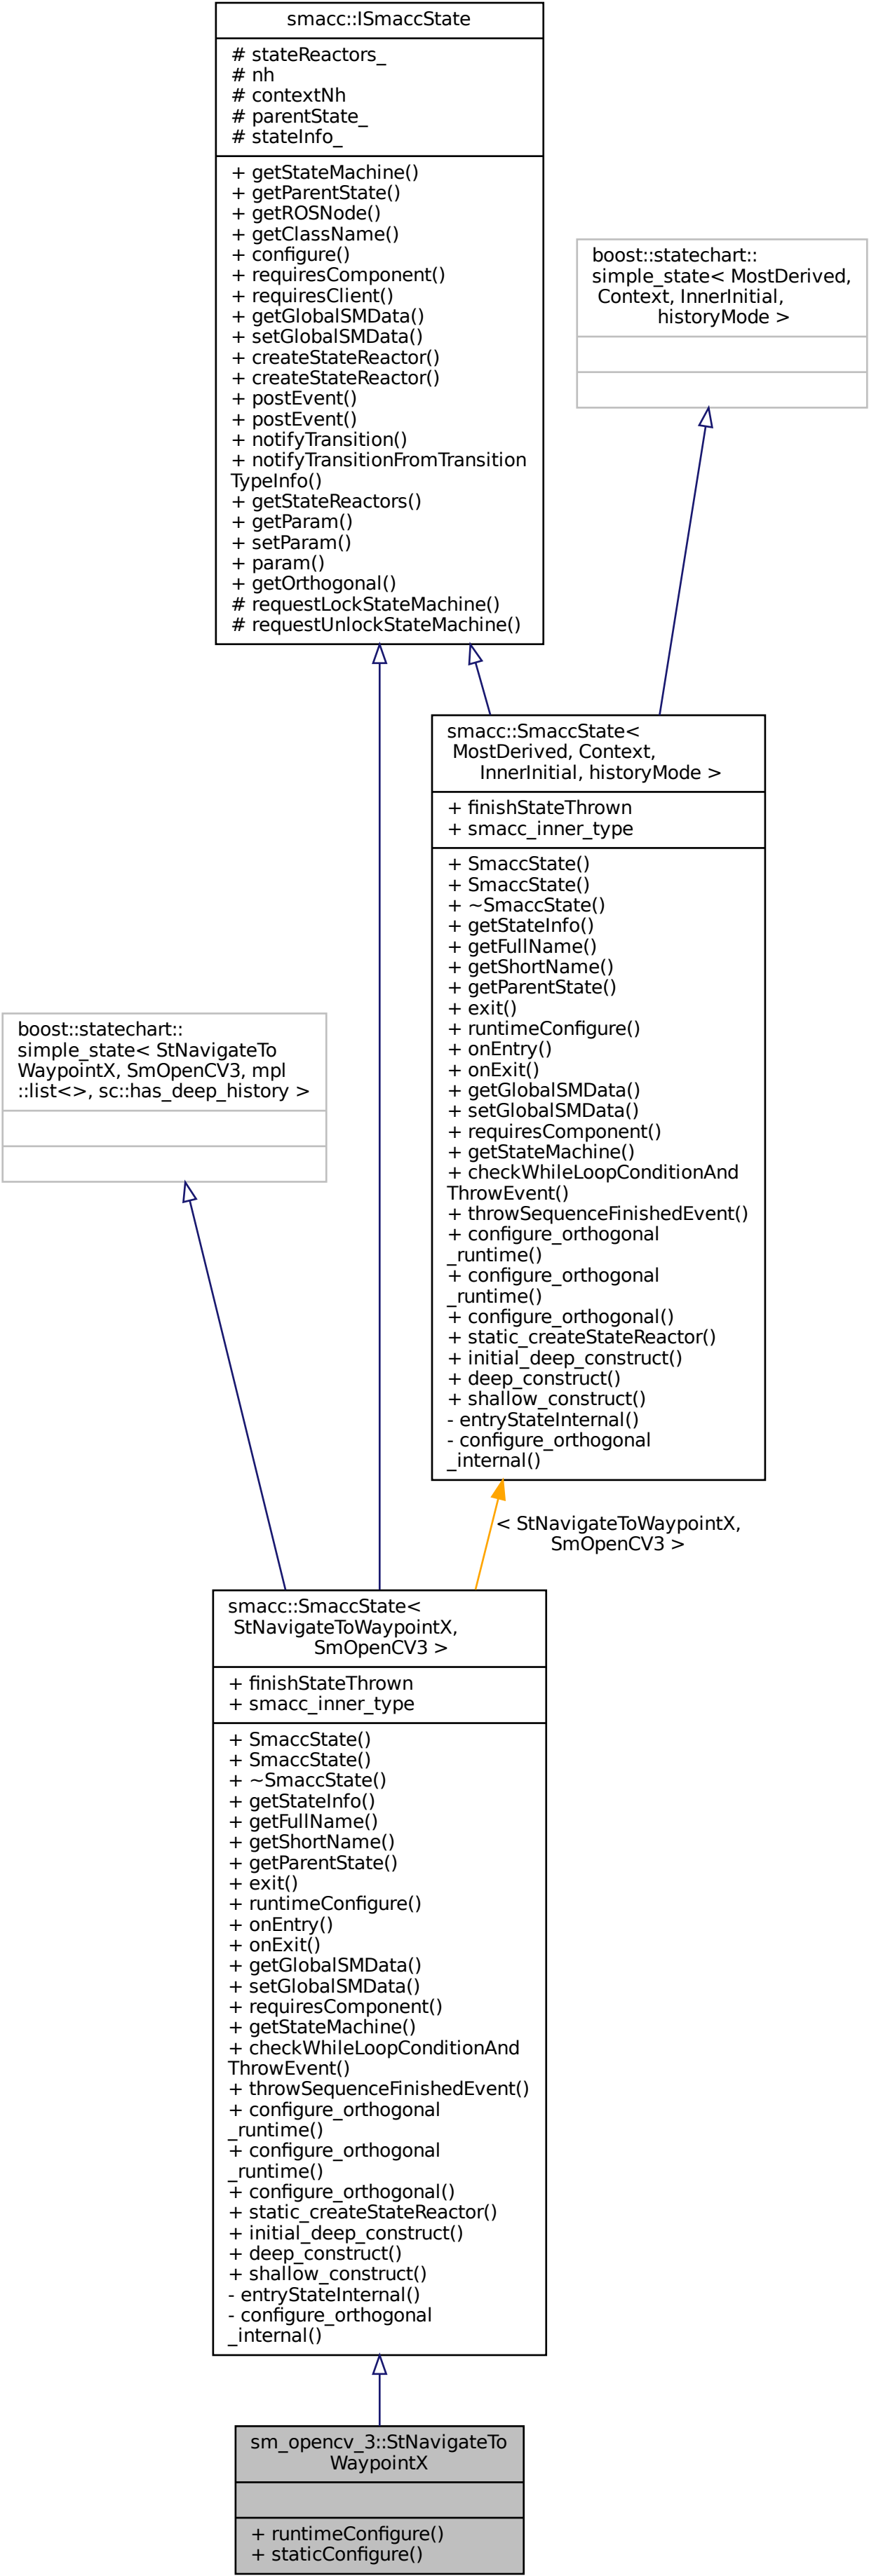 smacc::ISmaccState
# stateReactors_
# nh
# contextNh
# parentState_
# stateInfo_
+ getStateMachine()
+ getParentState()
+ getROSNode()
+ getClassName()
+ configure()
+ requiresComponent()
+ requiresClient()
+ getGlobalSMData()
+ setGlobalSMData()
+ createStateReactor()
+ createStateReactor()
+ postEvent()
+ postEvent()
+ notifyTransition()
+ notifyTransitionFromTransition
TypeInfo()
+ getStateReactors()
+ getParam()
+ setParam()
+ param()
+ getOrthogonal()
# requestLockStateMachine()
# requestUnlockStateMachine()
boost::statechart::
simple_state< MostDerived,
Context, InnerInitial,
historyMode >
smacc::SmaccState<
MostDerived, Context,
InnerInitial, historyMode >
+ finishStateThrown
+ smacc_inner_type
+ SmaccState()
+ SmaccState()
+ ~SmaccState()
+ getStateInfo()
+ getFullName()
+ getShortName()
+ getParentState()
+ exit()
+ runtimeConfigure()
+ onEntry()
+ onExit()
+ getGlobalSMData()
+ setGlobalSMData()
+ requiresComponent()
+ getStateMachine()
+ checkWhileLoopConditionAnd
ThrowEvent()
+ throwSequenceFinishedEvent()
+ configure_orthogonal
_runtime()
+ configure_orthogonal
_runtime()
+ configure_orthogonal()
+ static_createStateReactor()
+ initial_deep_construct()
+ deep_construct()
+ shallow_construct()
- entryStateInternal()
- configure_orthogonal
_internal()
boost::statechart::
simple_state< StNavigateTo
WaypointX, SmOpenCV3, mpl
::list<>, sc::has_deep_history >
< StNavigateToWaypointX,
SmOpenCV3 >
smacc::SmaccState<
StNavigateToWaypointX,
SmOpenCV3 >
+ finishStateThrown
+ smacc_inner_type
+ SmaccState()
+ SmaccState()
+ ~SmaccState()
+ getStateInfo()
+ getFullName()
+ getShortName()
+ getParentState()
+ exit()
+ runtimeConfigure()
+ onEntry()
+ onExit()
+ getGlobalSMData()
+ setGlobalSMData()
+ requiresComponent()
+ getStateMachine()
+ checkWhileLoopConditionAnd
ThrowEvent()
+ throwSequenceFinishedEvent()
+ configure_orthogonal
_runtime()
+ configure_orthogonal
_runtime()
+ configure_orthogonal()
+ static_createStateReactor()
+ initial_deep_construct()
+ deep_construct()
+ shallow_construct()
- entryStateInternal()
- configure_orthogonal
_internal()
sm_opencv_3::StNavigateTo
WaypointX
+ runtimeConfigure()
+ staticConfigure()